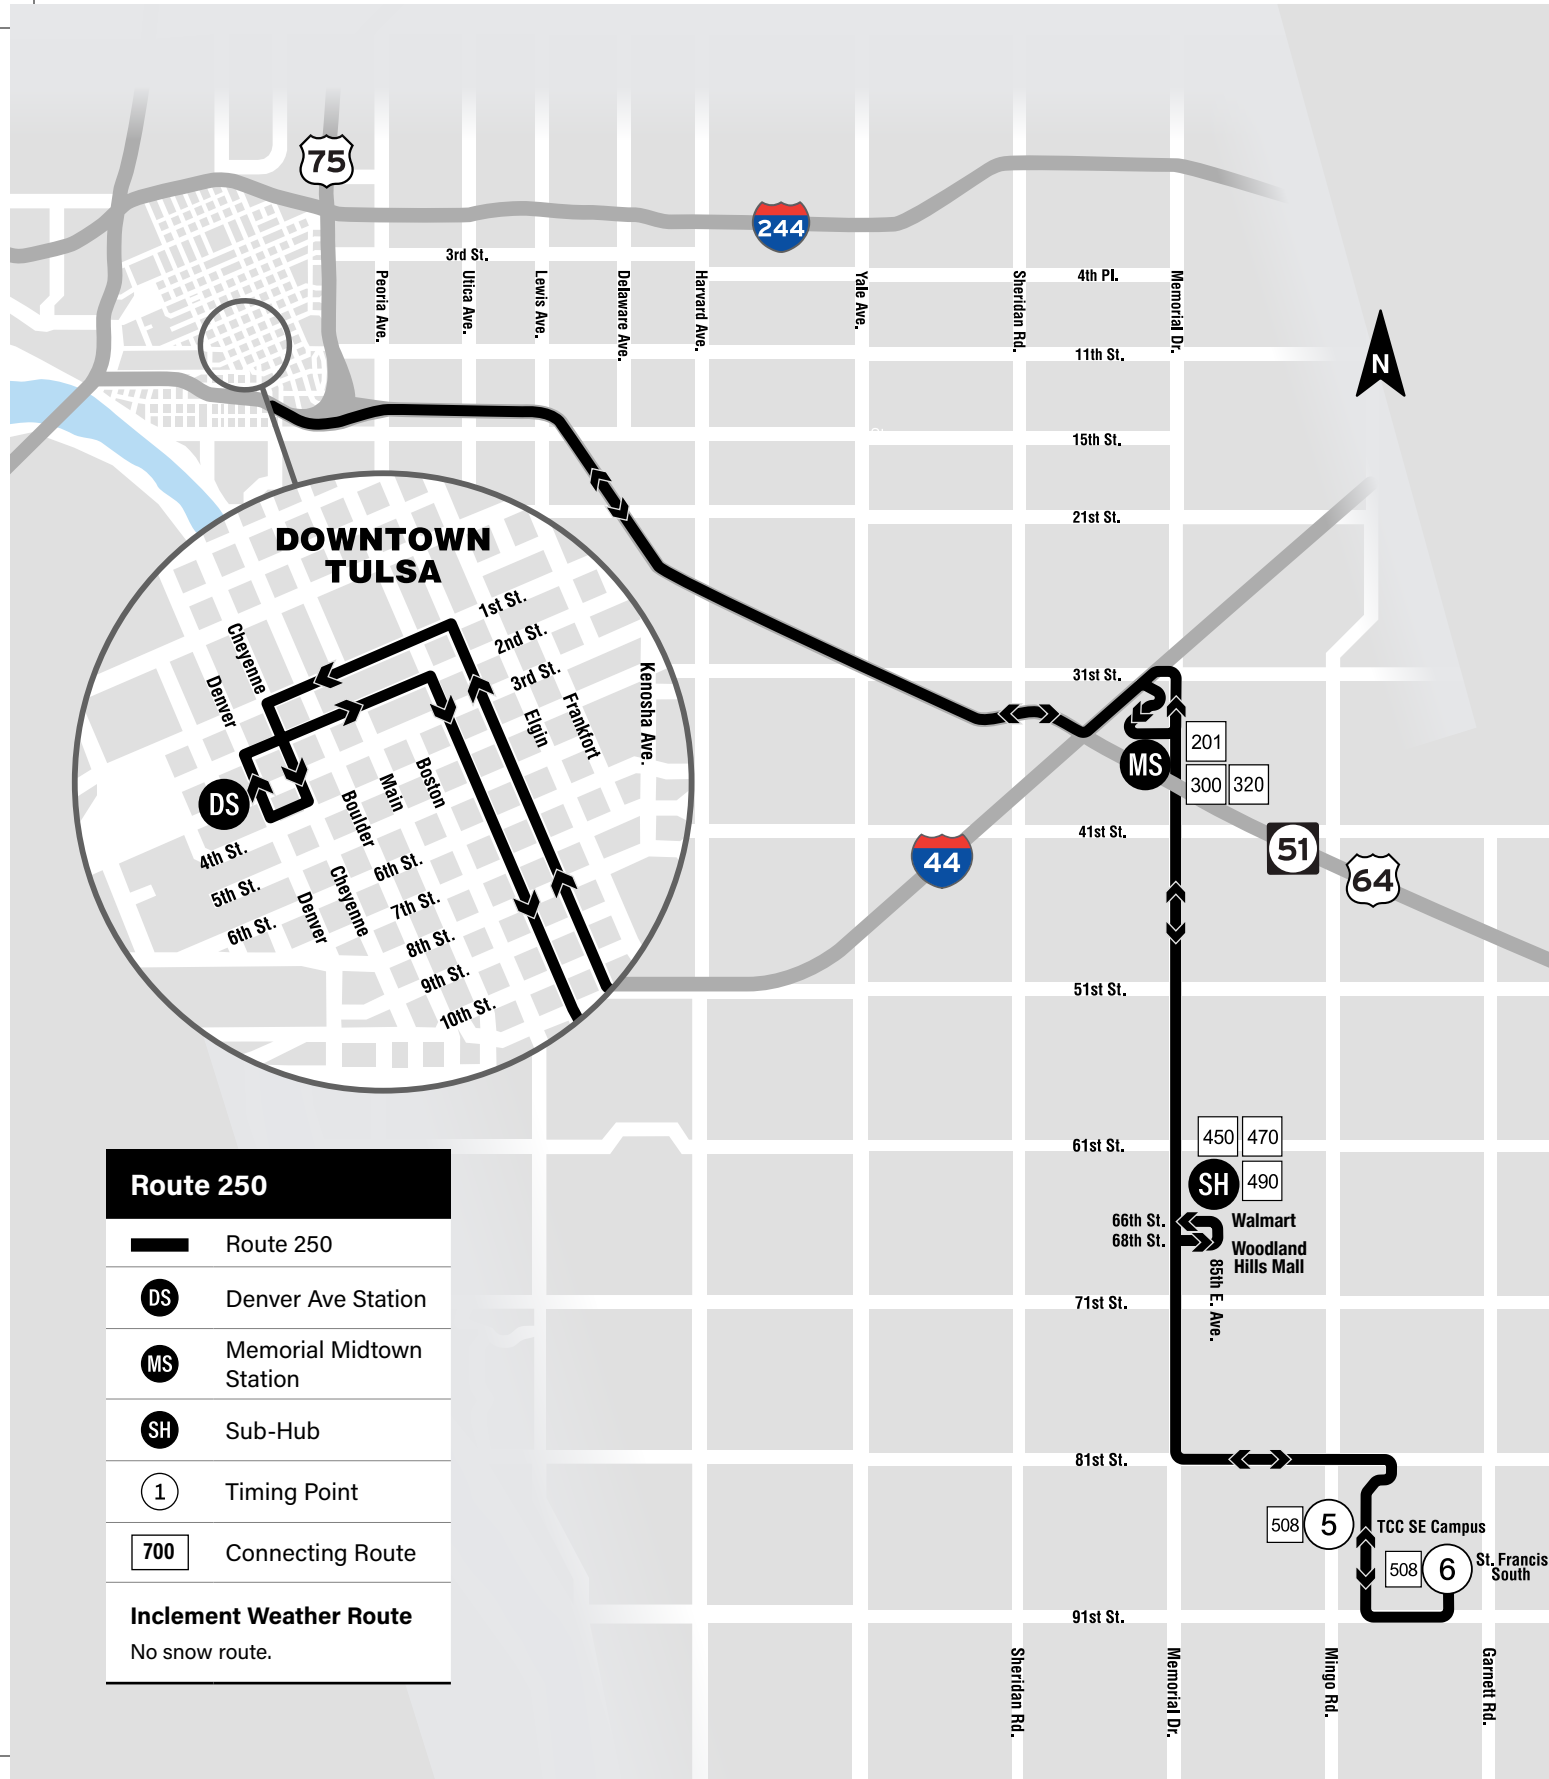 75
244
3rd St.
Peoria Ave.
Utica Ave.
Lewis Ave.
Delaware Ave.
Harvard Ave.
Yale Ave.
Sheridan Rd.
4th Pl.
Memorial Dr.
11th St.
N
15th St.
21st St.
DOWNTOWN
TULSA
1st St.
2nd St.
3rd St.
Cheyenne
Denver
Elgin
Frankfort
Kenosha Ave.
31st St.
201
MS
300
320
DS
Boston
Main
Boulder
41st St.
44
51
64
4th St.
5th St.
6th St.
Denver
Cheyenne
6th St.
7th St.
8th St.
9th St.
10th St.
51st St.
61st St.
450
470
SH
490
66th St.
68th St.
Walmart
Woodland
Hills Mall
85th E. Ave.
71st St.
81st St.
508
5
TCC SE Campus
508
6
St. Francis
South
91st St.
Sheridan Rd.
Memorial Dr.
Mingo Rd.
Garnett Rd.
Route 250
Route 250
DS
Denver Ave Station
MS
Memorial Midtown
Station
SH
Sub-Hub
1
Timing Point
700
Connecting Route
Inclement Weather Route
No snow route.